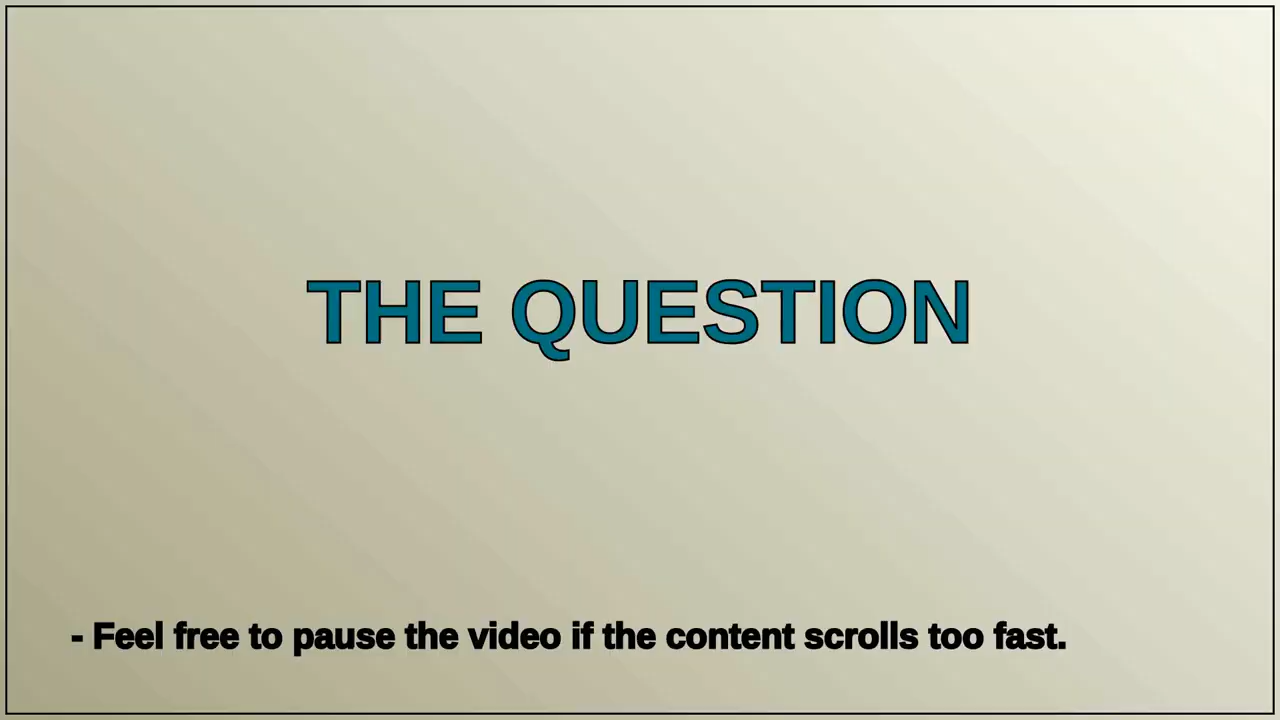 THE QUESTION
- Feel free to pause the video if the content scrolls too fast.